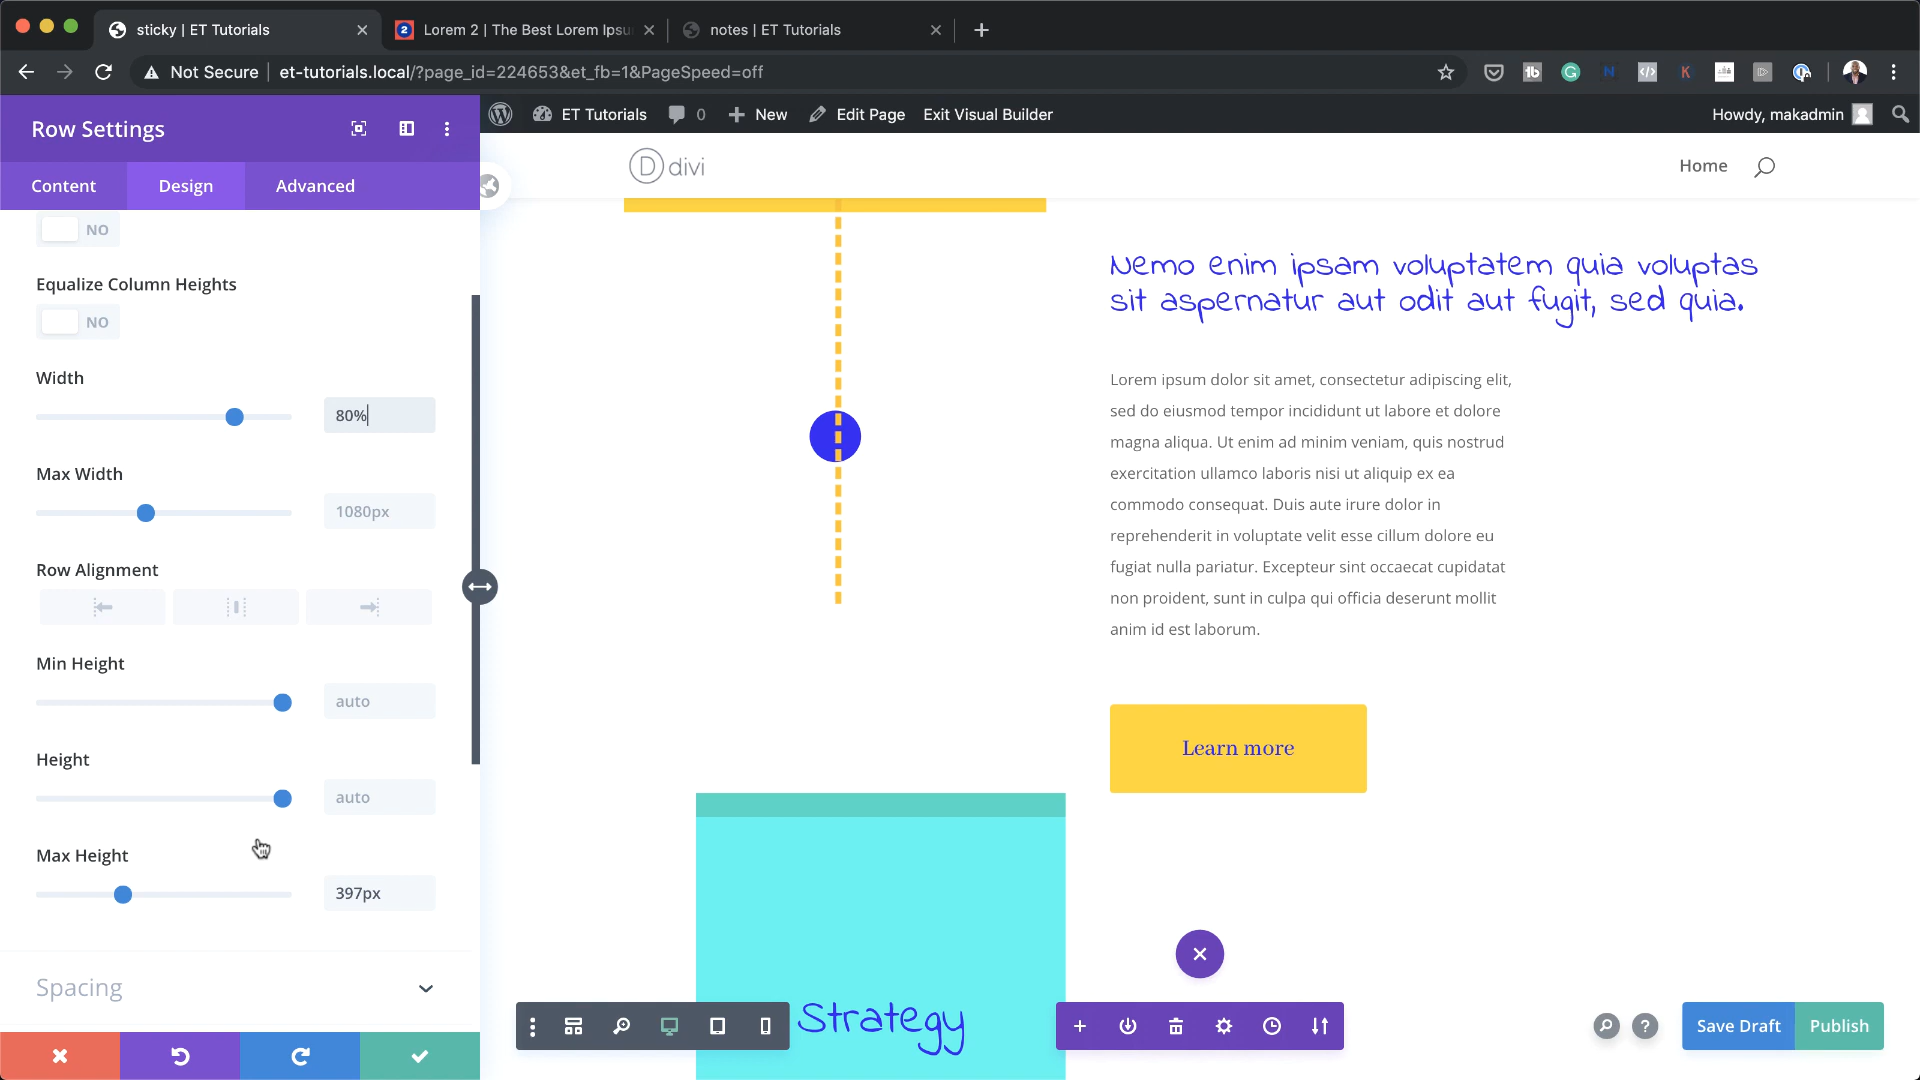 sticky | ET Tutorials
Lorem 2 | The Best Lorem Ipsu
notes | ET Tutorials
Not Secure
et-tutorials.local/?page_id=224653&et_fb=1&PageSpeed=off
ET Tutorials
0
New
Edit Page
Exit Visual Builder
Howdy, makadmin
Row Settings
Content
Design
Advanced
divi
Home
NO
Equalize Column Heights
NO
Width
80%
Max Width
1080px
Row Alignment
Min Height
auto
Height
auto
Max Height
397px
Spacing
Nemo enim ipsam voluptatem quia voluptas
sit aspernatur aut odit aut fugit, sed quia.
Lorem ipsum dolor sit amet, consectetur adipiscing elit,
sed do eiusmod tempor incididunt ut labore et dolore
magna aliqua. Ut enim ad minim veniam, quis nostrud
exercitation ullamco laboris nisi ut aliquip ex ea
commodo consequat. Duis aute irure dolor in
reprehenderit in voluptate velit esse cillum dolore eu
fugiat nulla pariatur. Excepteur sint occaecat cupidatat
non proident, sunt in culpa qui officia deserunt mollit
anim id est laborum.
Learn more
Strategy
Save Draft
Publish